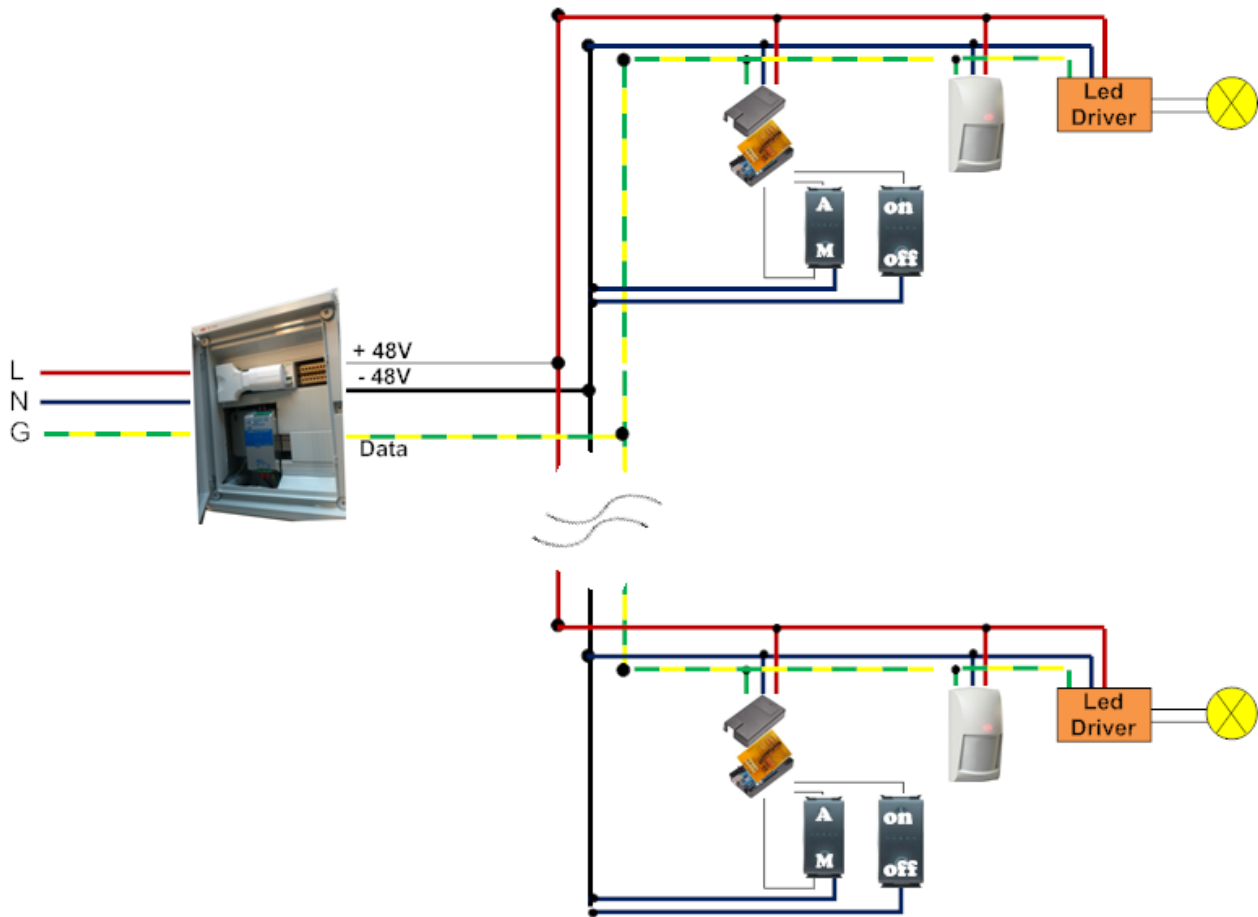 Led
Driver
A
M
on
off
+ 48V
- 48V
L
N
G
Data
Led
Driver
A
M
on
off